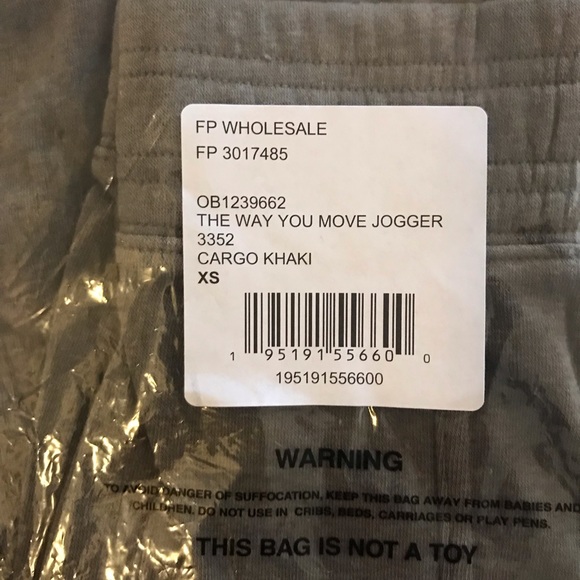 FP WHOLESALE
FP 3017485
OB1239662
THE WAY YOU MOVE JOGGER
3352
CARGO KHAKI
XS
1 95191 55660 0
195191556600
WARNING
TO AVOID DANGER OF SUFFOCATION, KEEP THIS BAG AWAY FROM BABIES AND
CHILDREN. DO NOT USE IN CRIBS, BEDS, CARRIAGES OR PLAY PENS.
THIS BAG IS NOT A TOY